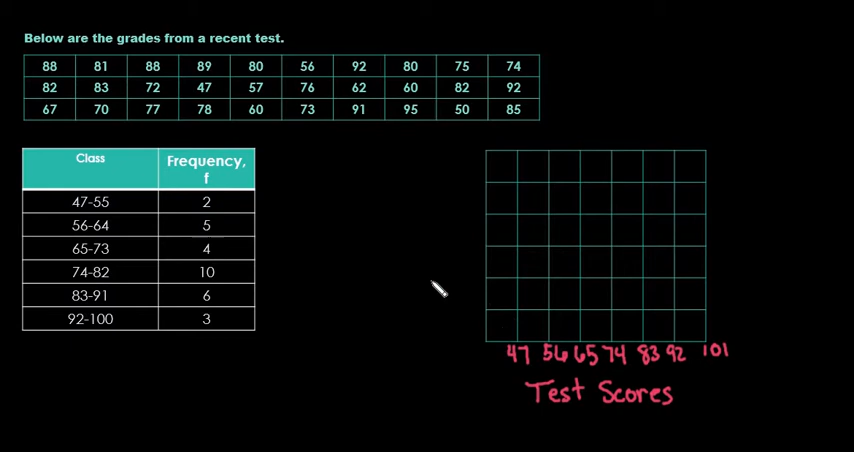 Below are the grades from a recent test.
88 81 88 89 80 56 92 80 75 74
82 83 72 47 57 76 62 60 82 92
67 70 77 78 60 73 91 95 50 85
Class Frequency, f
47-55 2
56-64 5
65-73 4
74-82 10
83-91 6
92-100 3
47 56 65 74 83 92 101
Test Scores